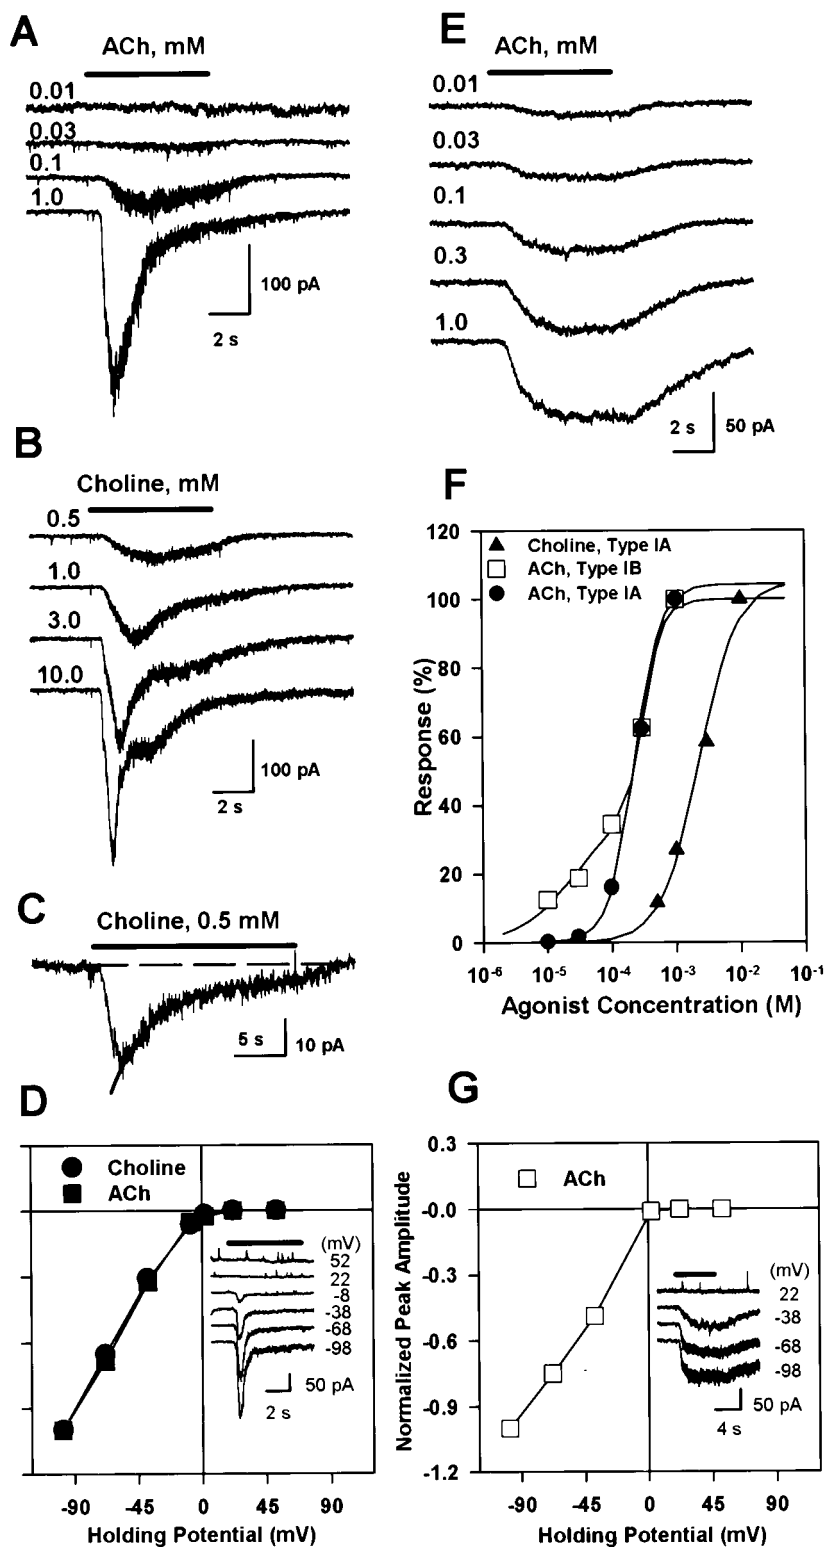 A
ACh, mM
0.01
0.03
0.1
1.0
100 pA
2 s
B
Choline, mM
0.5
1.0
3.0
10.0
100 pA
2 s
C
Choline, 0.5 mM
5 s
10 pA
D
Choline
ACh
(mV)
52
22
-8
-38
-68
-98
50 pA
2 s
-90 -45 0 45 90
Holding Potential (mV)
E
ACh, mM
0.01
0.03
0.1
0.3
1.0
2 s
50 pA
F
Choline, Type IA
ACh, Type IB
ACh, Type IA
120
100
80
60
40
20
0
Response (%)
10-6 10-5 10-4 10-3 10-2 10-1
Agonist Concentration (M)
G
ACh
0.3
-0.0
-0.3
-0.6
-0.9
-1.2
Normalized Peak Amplitude
(mV)
22
-38
-68
-98
50 pA
4 s
-90 -45 0 45 90
Holding Potential (mV)